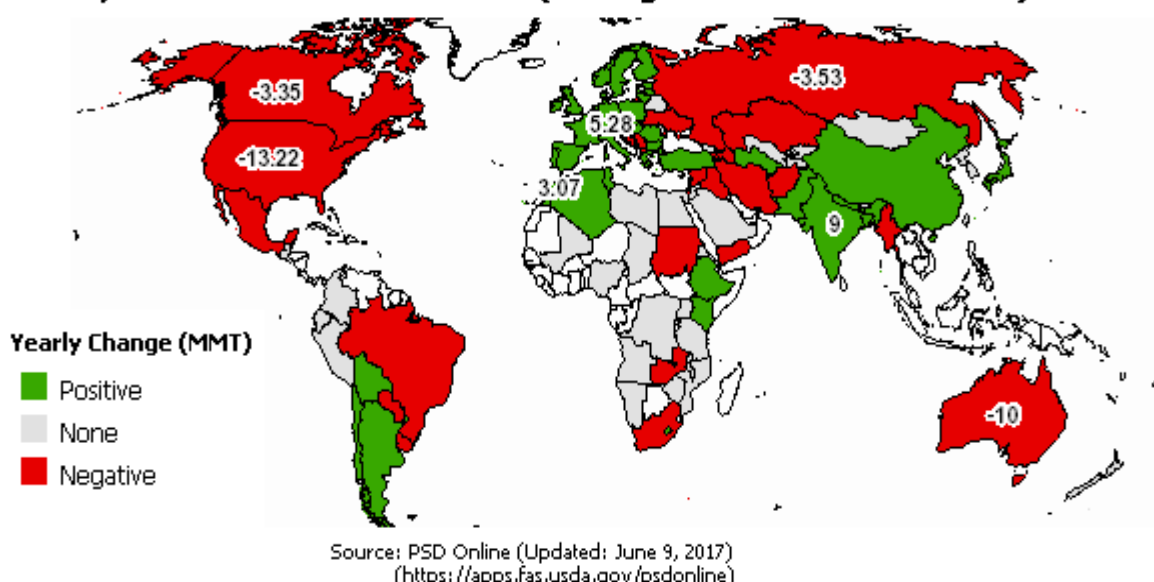 -3.35
-3.53
5.28
-13.22
3.07
9
Yearly Change (MMT)
Positive
None
Negative
-10
Source: PSD Online (Updated: June 9, 2017)
(https://apps.fas.usda.gov/psdonline)